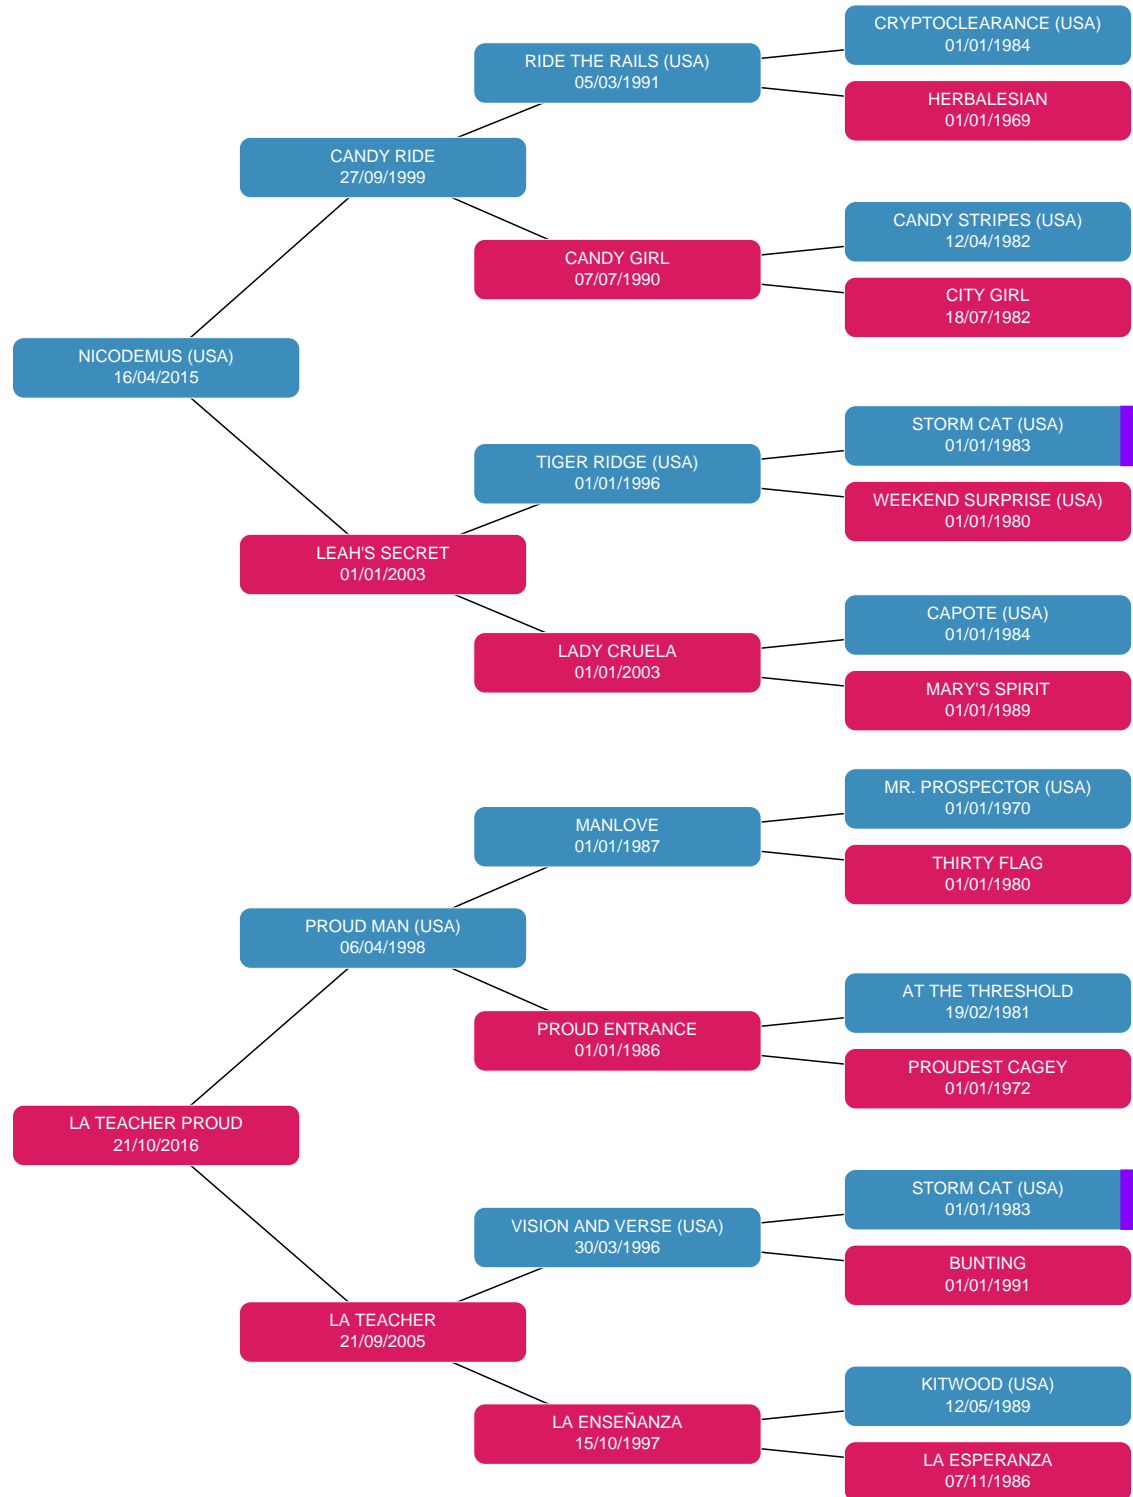 CRYPTOCLEARANCE (USA)
01/01/1984
RIDE THE RAILS (USA)
05/03/1991
HERBALESIAN
01/01/1969
CANDY RIDE
27/09/1999
CANDY STRIPES (USA)
12/04/1982
CANDY GIRL
07/07/1990
CITY GIRL
18/07/1982
NICODEMUS (USA)
16/04/2015
STORM CAT (USA)
01/01/1983
TIGER RIDGE (USA)
01/01/1996
WEEKEND SURPRISE (USA)
01/01/1980
LEAH'S SECRET
01/01/2003
CAPOTE (USA)
01/01/1984
LADY CRUELA
01/01/2003
MARY'S SPIRIT
01/01/1989
MR. PROSPECTOR (USA)
01/01/1970
MANLOVE
01/01/1987
THIRTY FLAG
01/01/1980
PROUD MAN (USA)
06/04/1998
AT THE THRESHOLD
19/02/1981
PROUD ENTRANCE
01/01/1986
PROUDEST CAGEY
01/01/1972
LA TEACHER PROUD
21/10/2016
STORM CAT (USA)
01/01/1983
VISION AND VERSE (USA)
30/03/1996
BUNTING
01/01/1991
LA TEACHER
21/09/2005
KITWOOD (USA)
12/05/1989
LA ENSEÑANZA
15/10/1997
LA ESPERANZA
07/11/1986